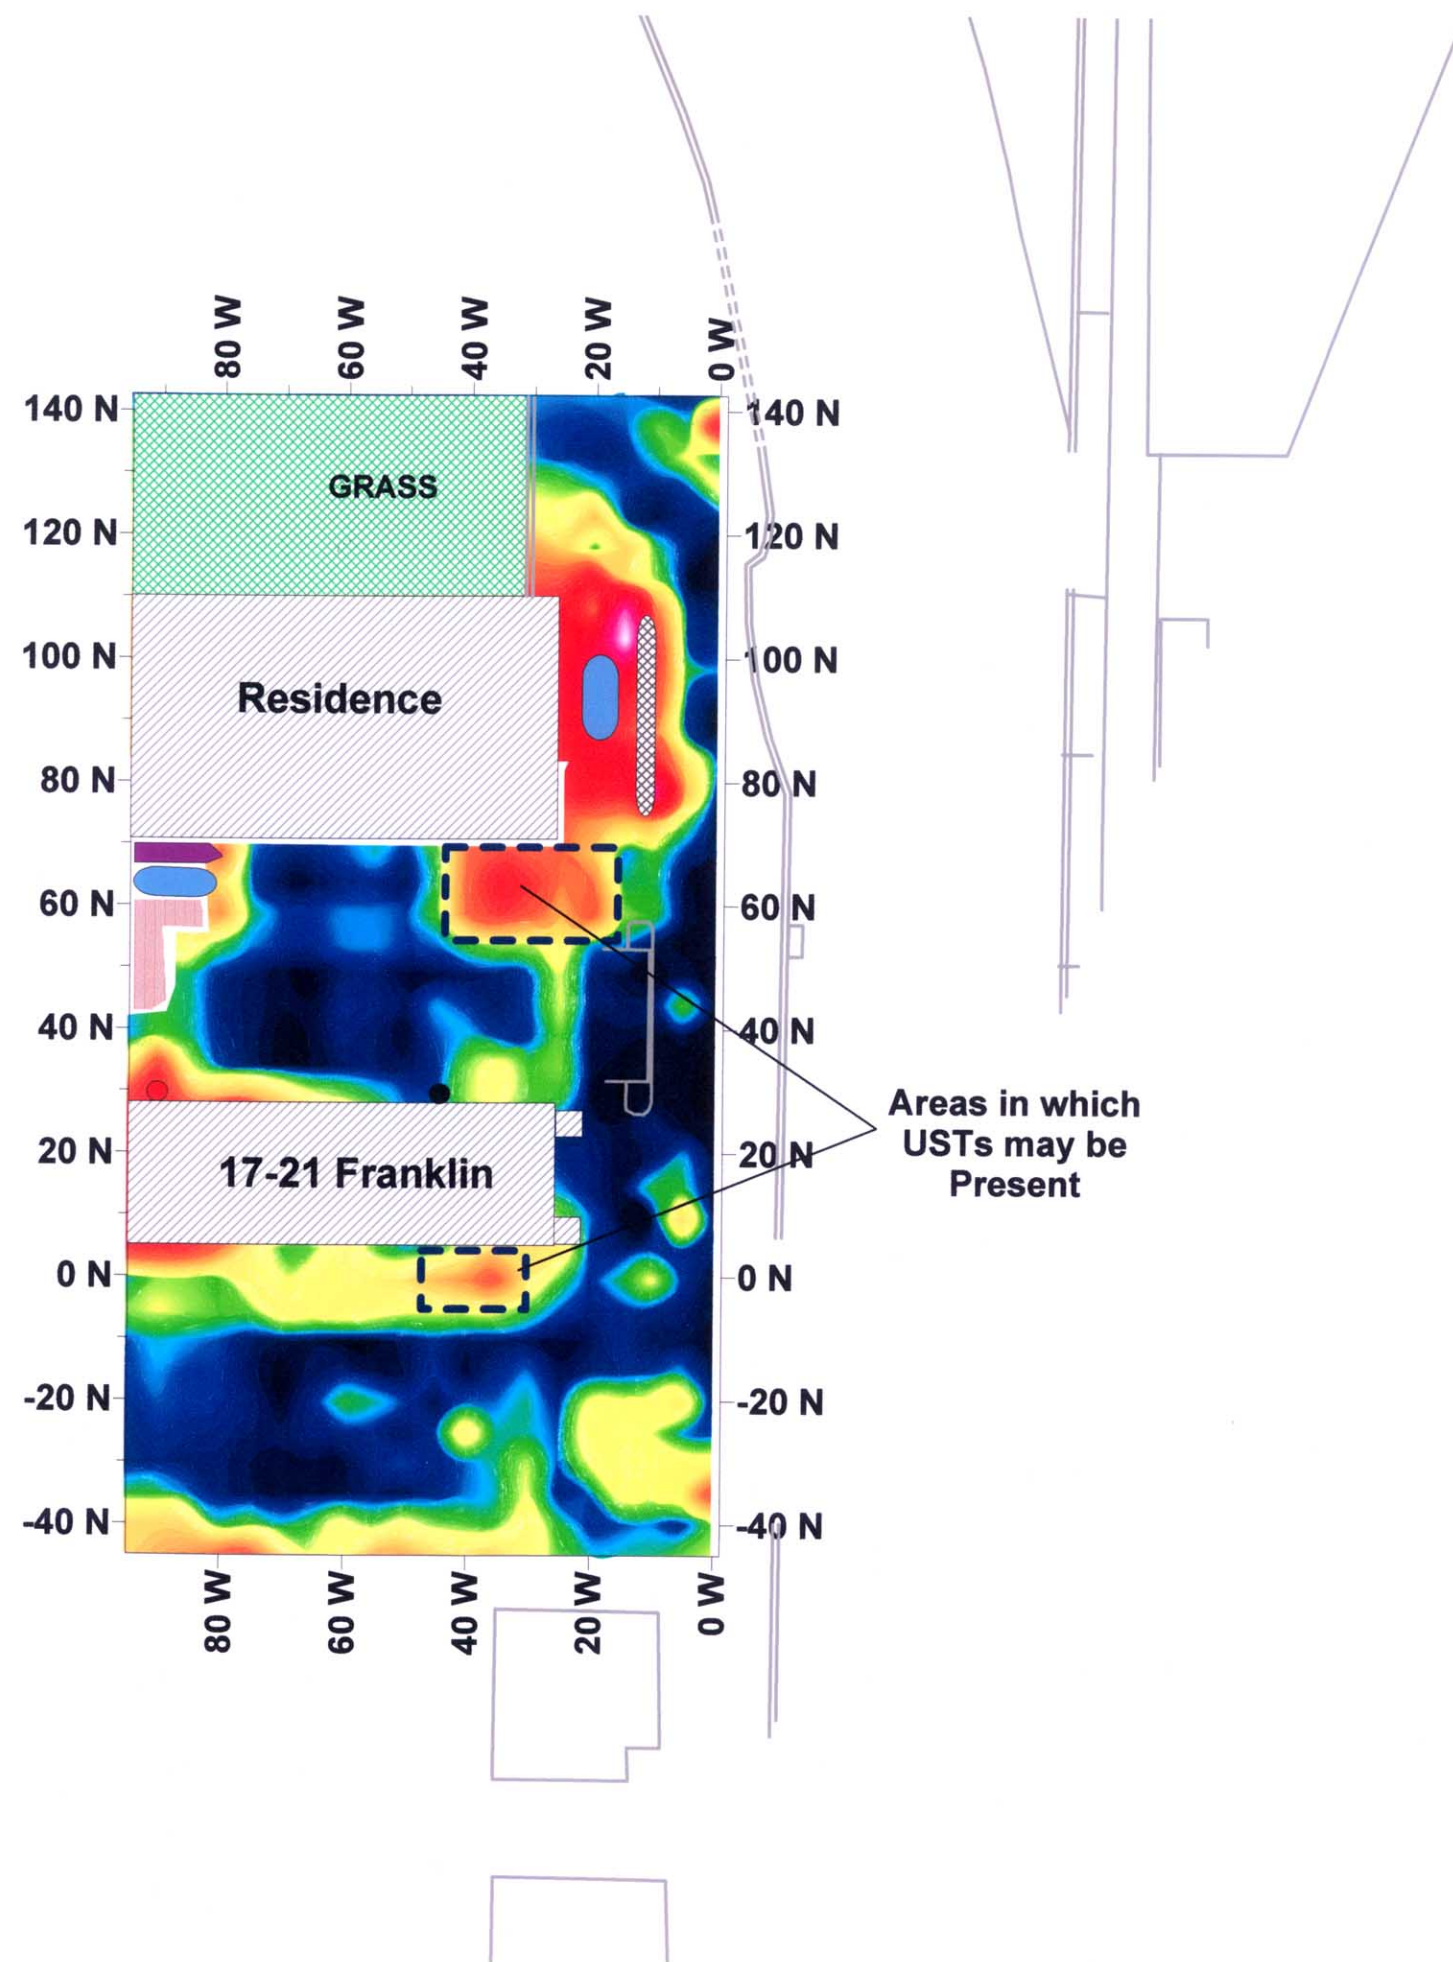 80 W 60 W 40 W 20 W 0 W
140 N 140 N
GRASS
120 N 120 N
100 N 100 N
Residence
80 N 80 N
60 N 60 N
40 N 40 N
Areas in which
USTs may be
Present
20 N 20 N
17-21 Franklin
0 N 0 N
-20 N -20 N
-40 N -40 N
80 W 60 W 40 W 20 W 0 W